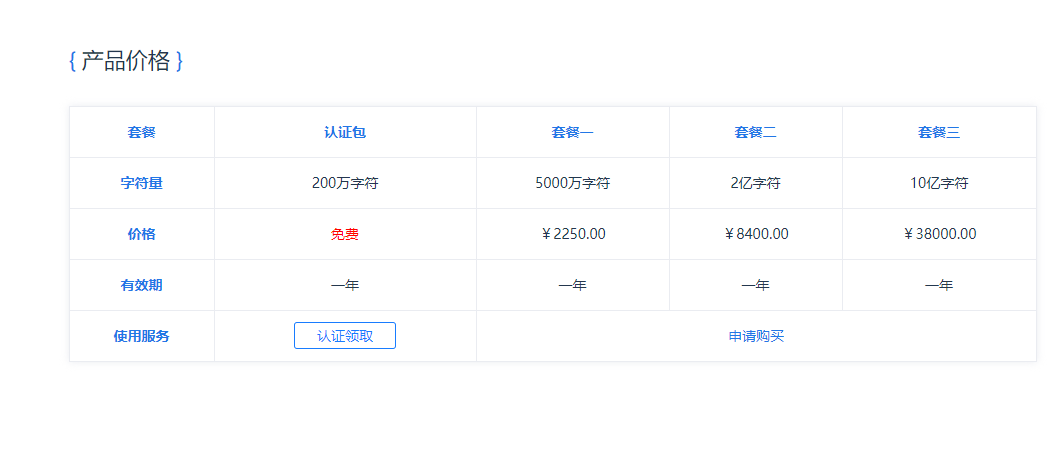 { 产品价格 }
套餐 认证包 套餐一 套餐二 套餐三
字符量 200万字符 5000万字符 2亿字符 10亿字符
价格 免费 ￥2250.00 ￥8400.00 ￥38000.00
有效期 一年 一年 一年 一年
使用服务 认证领取 申请购买